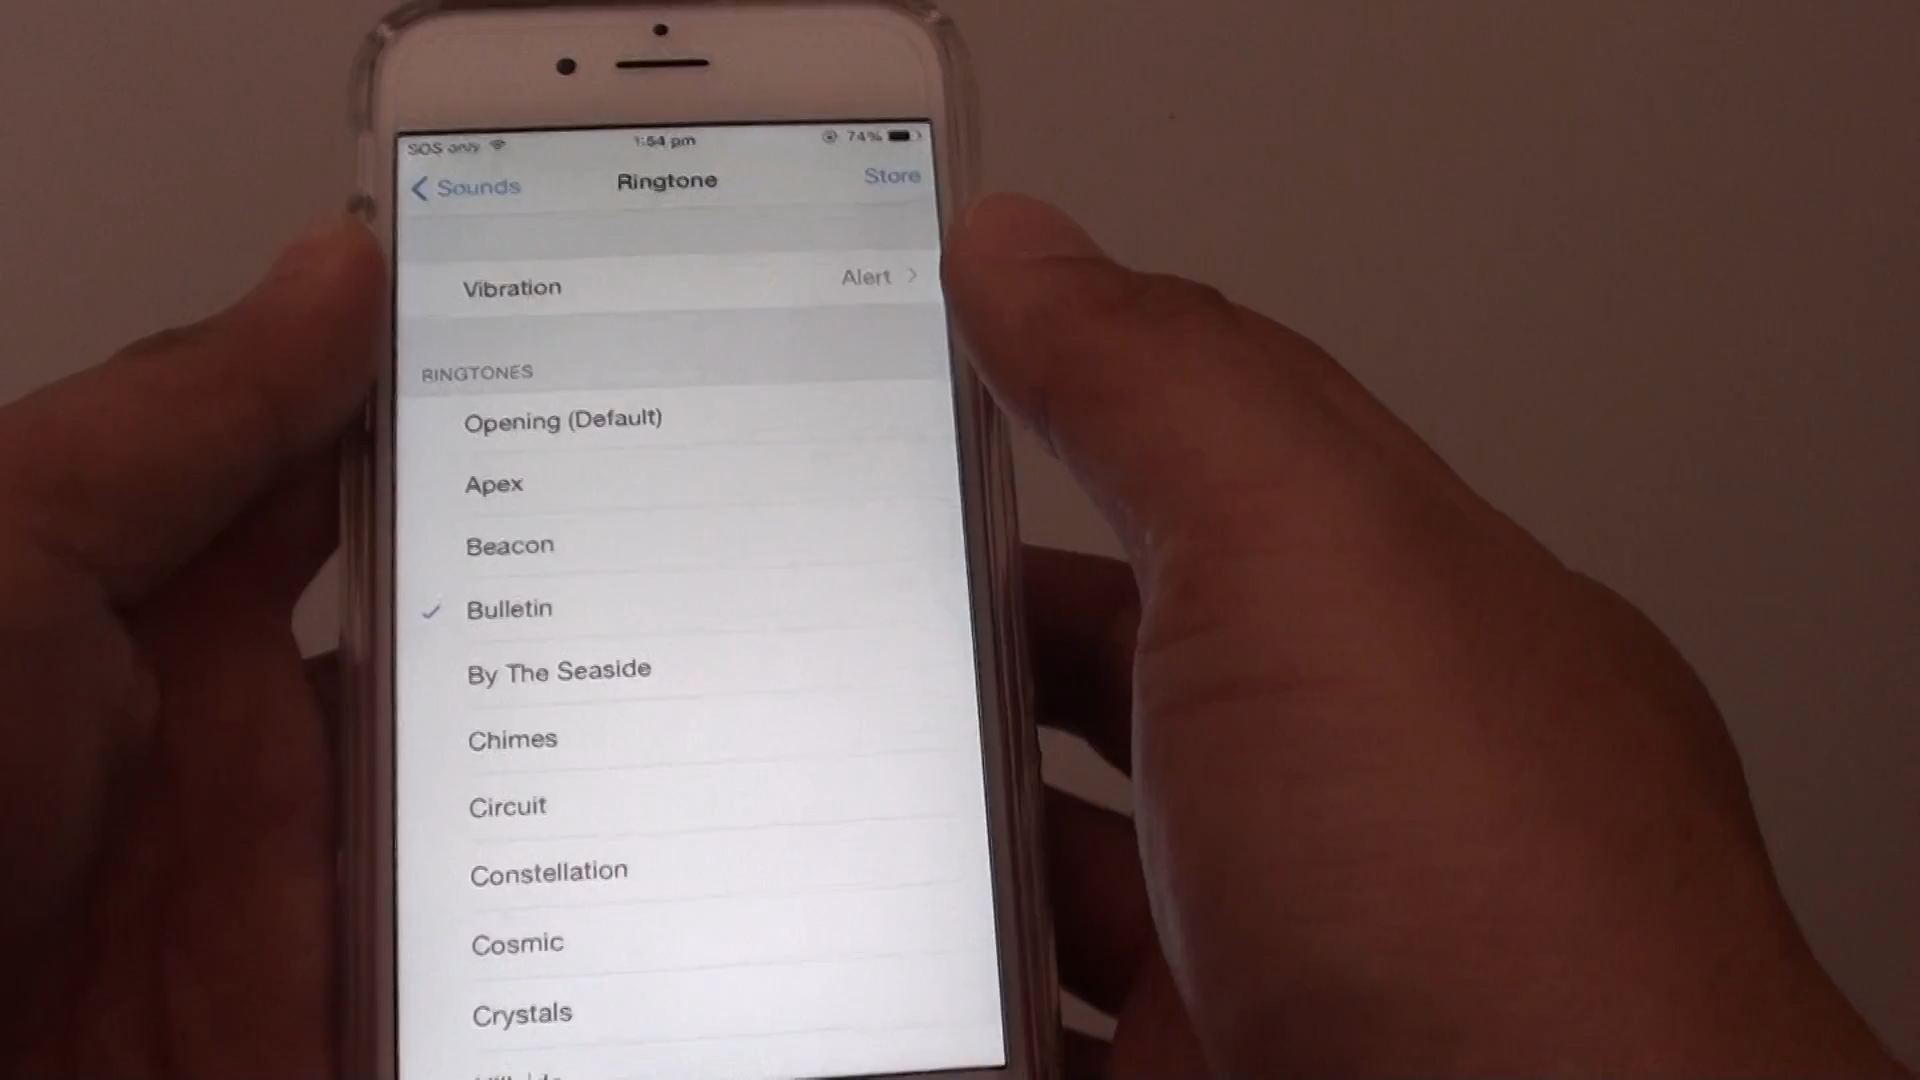 SOS only 1:54 pm 74%
Sounds Ringtone Store
Vibration Alert
RINGTONES
Opening (Default)
Apex
Beacon
Bulletin
By The Seaside
Chimes
Circuit
Constellation
Cosmic
Crystals